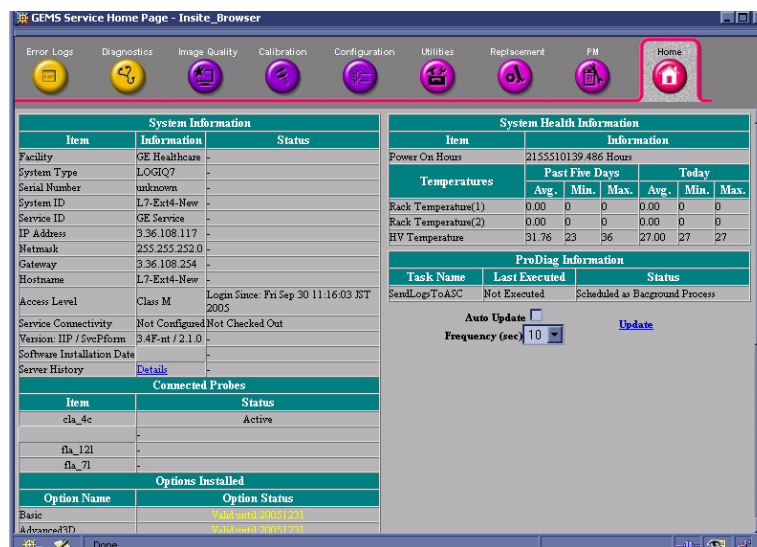 GEMS Service Home Page - Insite_Browser
Error Logs Diagnostics Image Quality Calibration Configuration Utilities Replacement PM Home
System Information
Item Information Status
Facility GE Healthcare -
System Type LOGIQ7 -
Serial Number unknown -
System ID L7-Ext4-New -
Service ID GE Service -
IP Address 3.36.108.117 -
Netmask 255.255.252.0 -
Gateway 3.36.108.254 -
Hostname L7-Ext4-New -
Access Level Class M Login Since: Fri Sep 30 11:16:03 JST
2005
Service Connectivity Not Configured Not Checked Out
Version: IIP / SvcPform 3.4F-nt / 2.1.0 -
Software Installation Date -
Server History Details -
Connected Probes
Item Status
cla_4c Active
-
fla_12l -
fla_7l -
Options Installed
Option Name Option Status
Basic Valid until 20051231
Advanced3D Valid until 20051231
System Health Information
Item Information
Power On Hours 2155510139.486 Hours
Temperatures Past Five Days Today
Avg. Min. Max. Avg. Min. Max.
Rack Temperature(1) 0.00 0 0 0.00 0 0
Rack Temperature(2) 0.00 0 0 0.00 0 0
HV Temperature 31.76 23 36 27.00 27 27
ProDiag Information
Task Name Last Executed Status
SendLogsToASC Not Executed Scheduled as Bacground Process
Auto Update Update
Frequency (sec) 10
Done